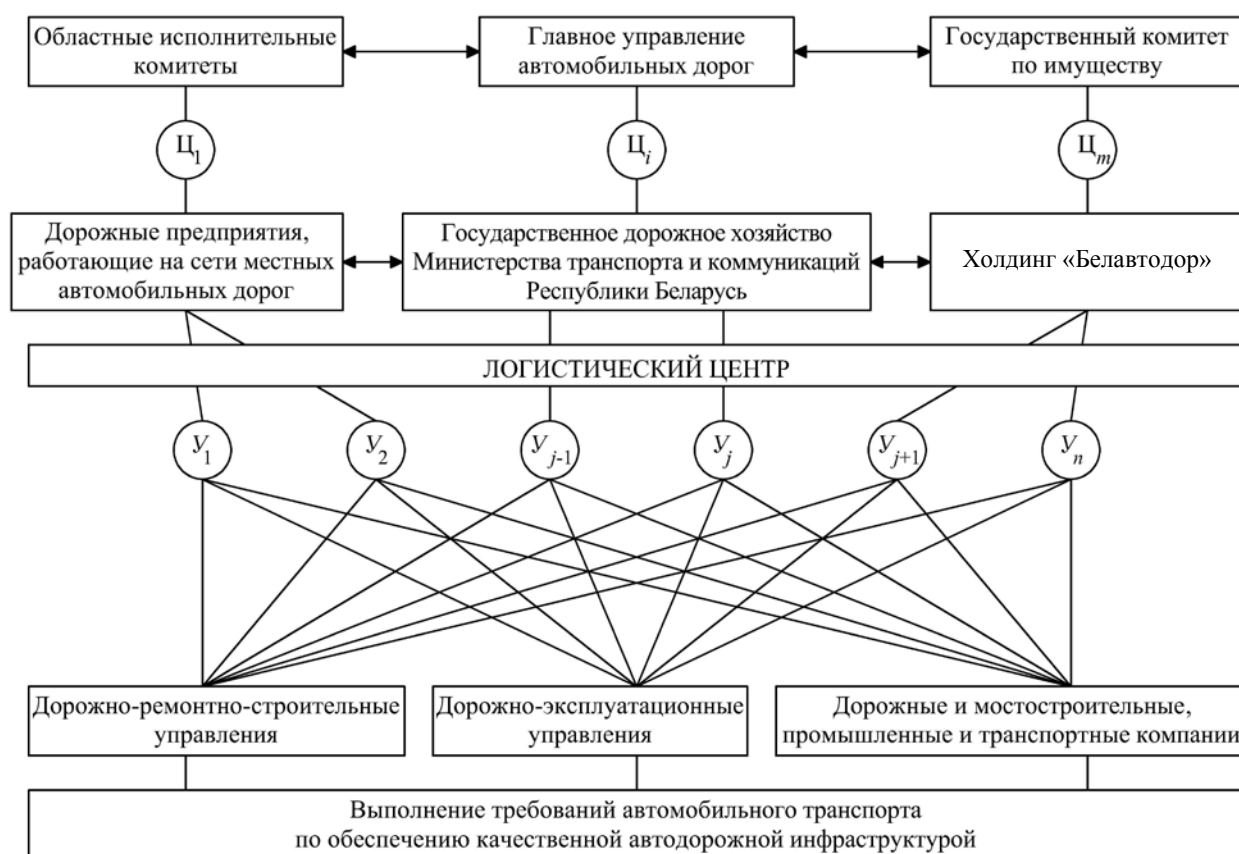 Областные исполнительные
комитеты
Главное управление
автомобильных дорог
Государственный комитет
по имуществу
Ц1
Цi
Цm
Дорожные предприятия,
работающие на сети местных
автомобильных дорог
Государственное дорожное хозяйство
Министерства транспорта и коммуникаций
Республики Беларусь
Холдинг «Белавтодор»
ЛОГИСТИЧЕСКИЙ ЦЕНТР
У1
У2
Уj-1
Уj
Уj+1
Уn
Дорожно-ремонтно-строительные
управления
Дорожно-эксплуатационные
управления
Дорожные и мостостроительные,
промышленные и транспортные компании
Выполнение требований автомобильного транспорта
по обеспечению качественной автодорожной инфраструктурой